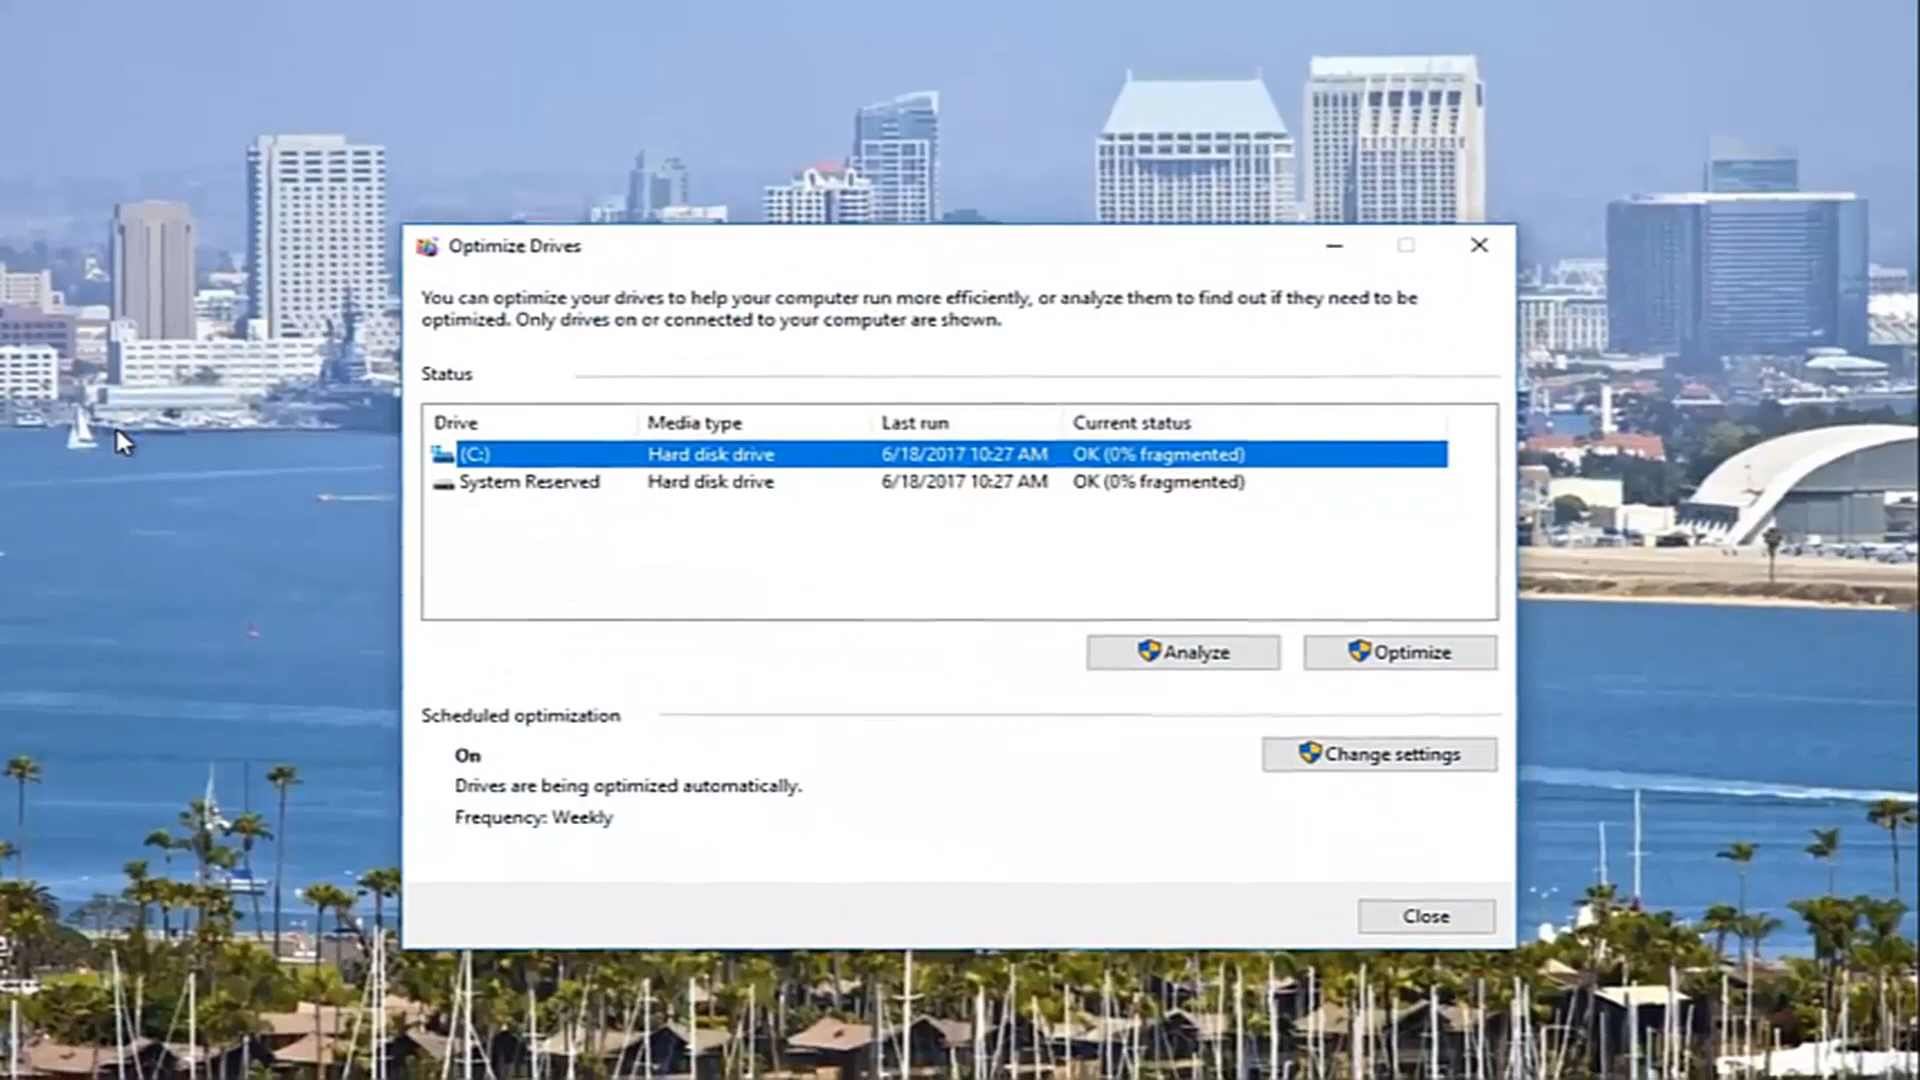 Optimize Drives
You can optimize your drives to help your computer run more efficiently, or analyze them to find out if they need to be
optimized. Only drives on or connected to your computer are shown.
Status
Drive Media type Last run Current status
(C:) Hard disk drive 6/18/2017 10:27 AM OK (0% fragmented)
System Reserved Hard disk drive 6/18/2017 10:27 AM OK (0% fragmented)
Analyze Optimize
Scheduled optimization
On
Change settings
Drives are being optimized automatically.
Frequency: Weekly
Close